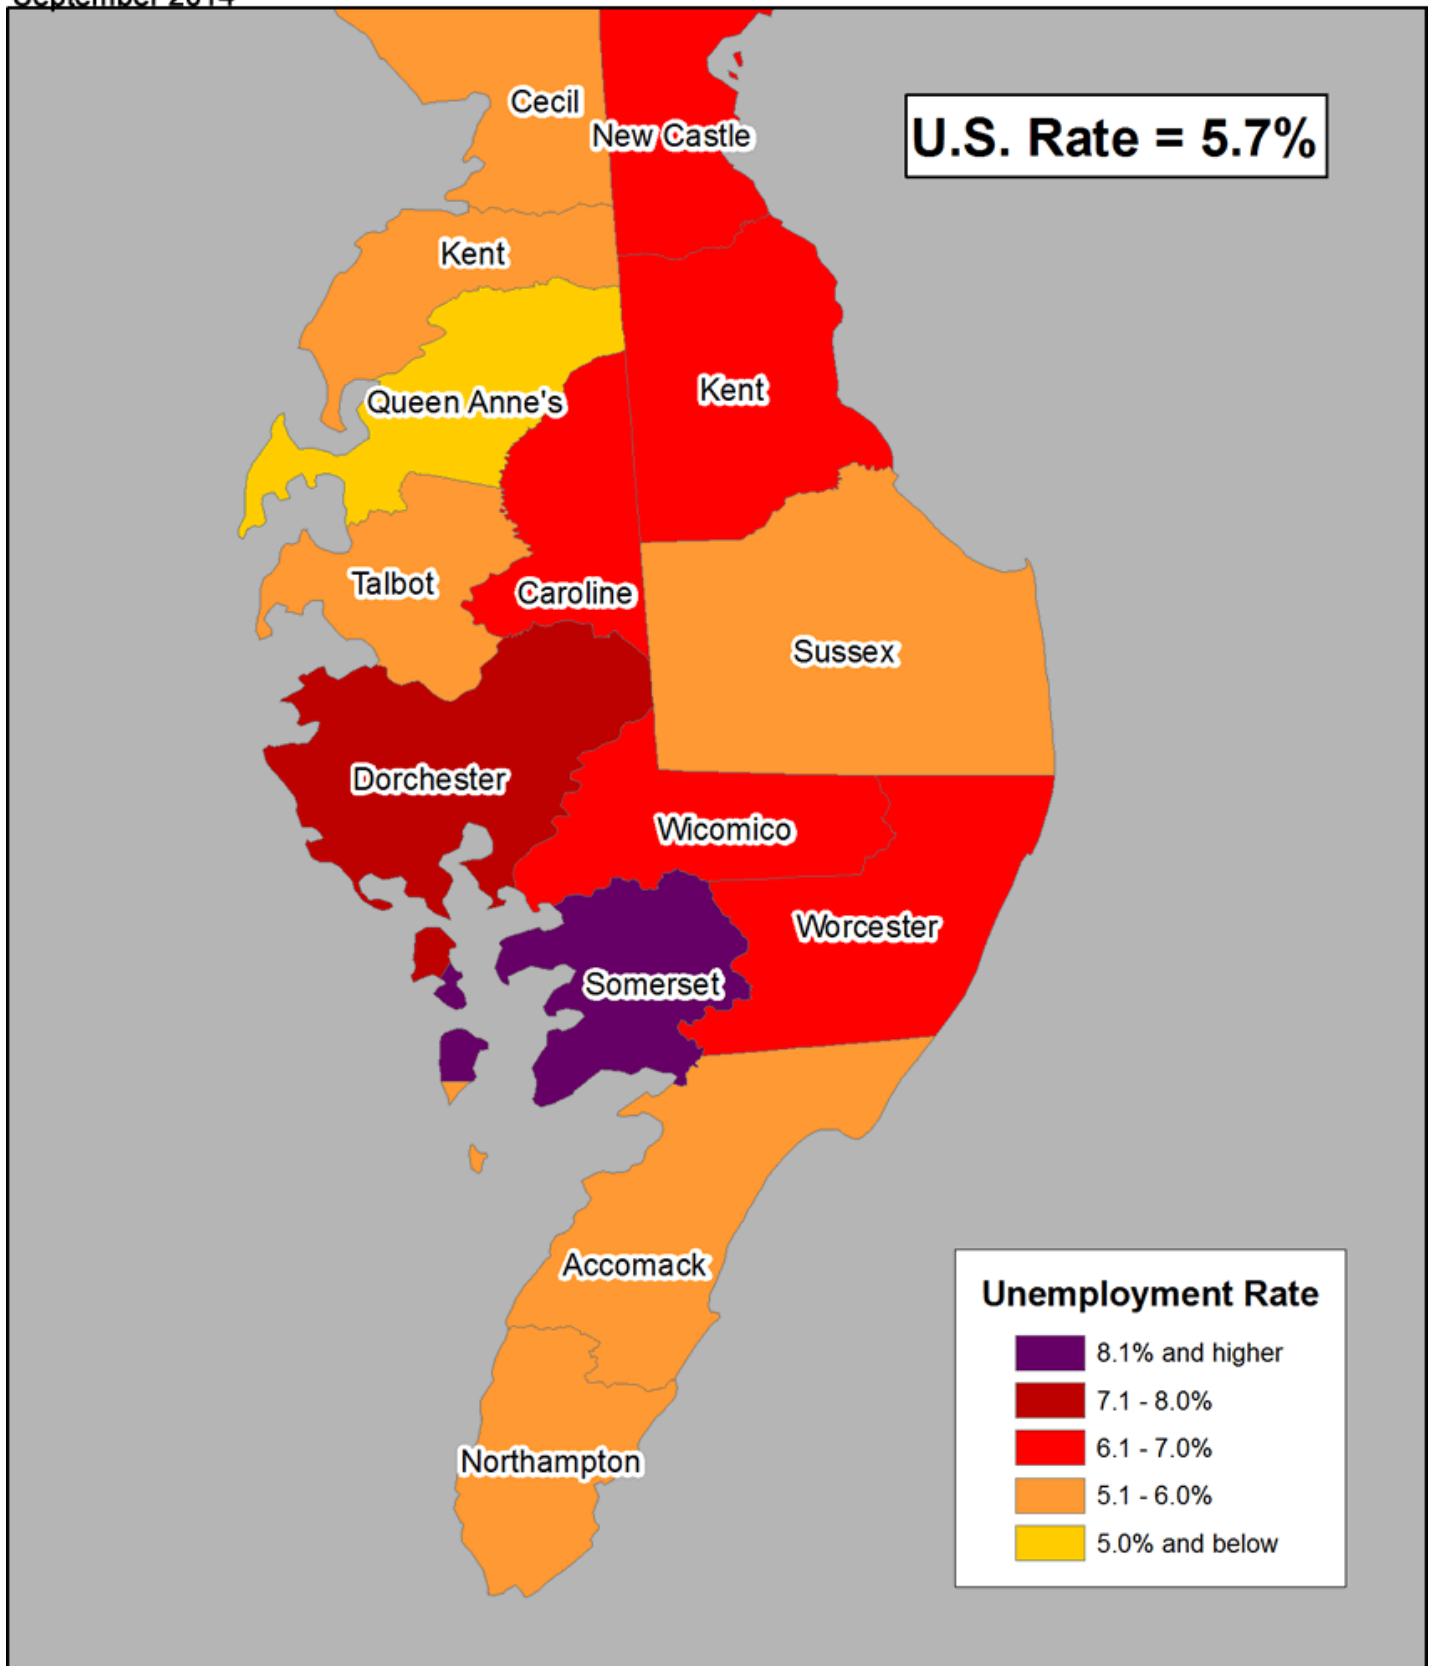 September 2014
Cecil
New Castle
U.S. Rate = 5.7%
Kent
Kent
Queen Anne's
Talbot
Caroline
Sussex
Dorchester
Wicomico
Worcester
Somerset
Accomack
Northampton
Unemployment Rate
8.1% and higher
7.1 - 8.0%
6.1 - 7.0%
5.1 - 6.0%
5.0% and below